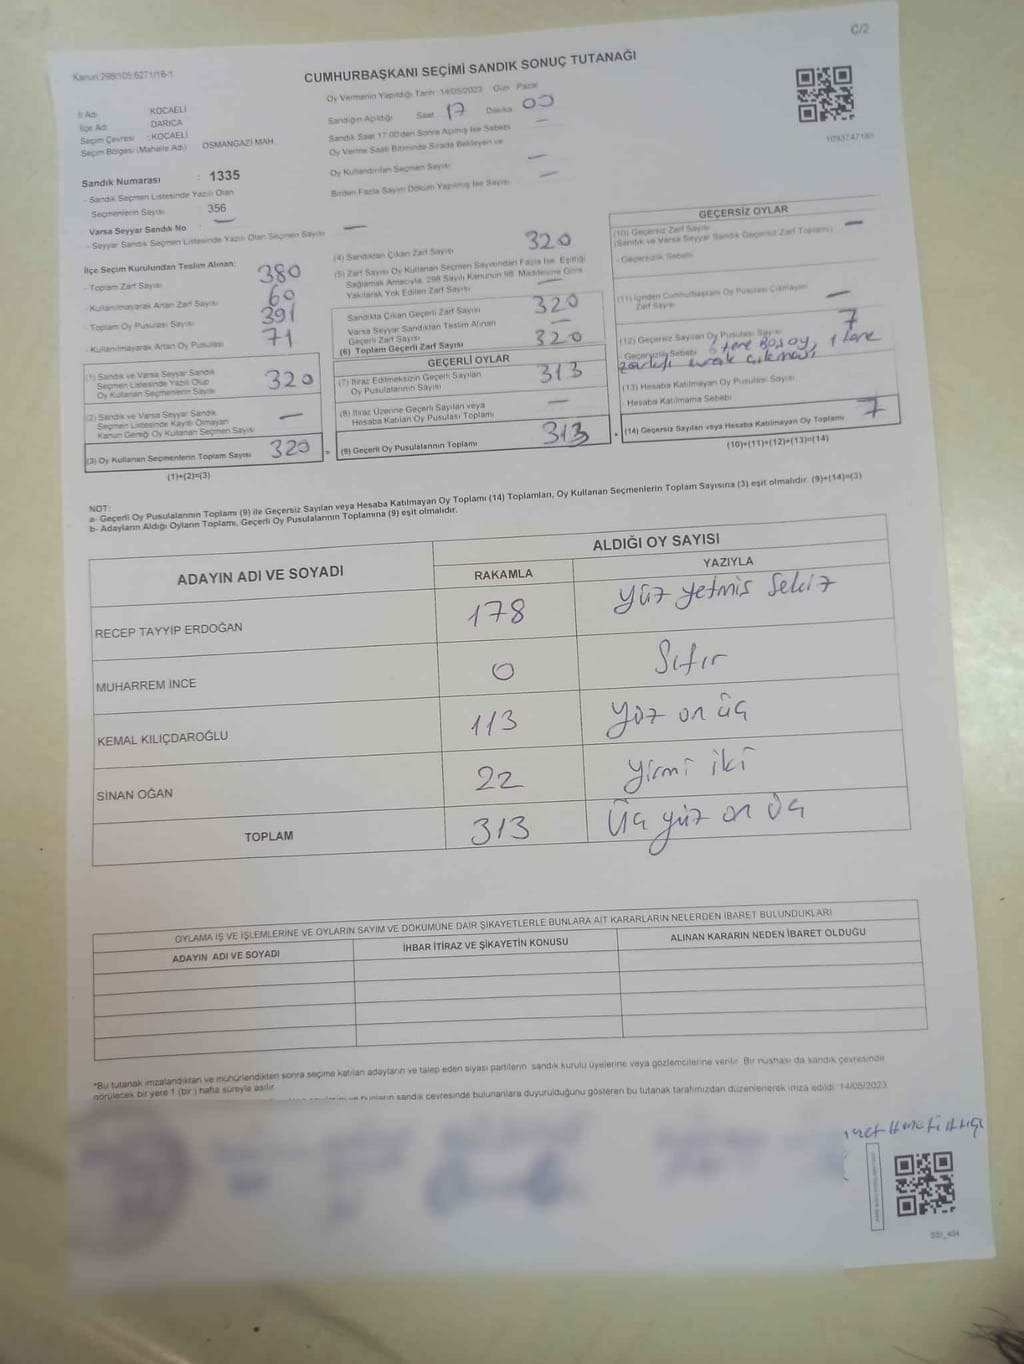 C/2
Kanun:298/105;6271/18-1
CUMHURBAŞKANI SEÇİMİ SANDIK SONUÇ TUTANAĞI
İl Adı : KOCAELİ
İlçe Adı : DARICA
Seçim Çevresi : KOCAELİ
Seçim Bölgesi (Mahalle Adı) OSMANGAZİ MAH.
Sandık Numarası : 1335
- Sandık Seçmen Listesinde Yazılı Olan
Seçmenlerin Sayısı 356
Varsa Seyyar Sandık No —
- Seyyar Sandık Seçmen Listesinde Yazılı Olan Seçmen Sayısı —
Oy Vermenin Yapıldığı Tarih :14/05/2023 Gün : Pazar
Sandığın Açıldığı Saat 17 Dakika 00
Sandık Saat 17:00'den Sonra Açılmış İse Sebebi —
Oy Verme Saati Bitiminde Sırada Bekleyen ve
Oy Kullandırılan Seçmen Sayısı —
Birden Fazla Sayım Döküm Yapılmış İse Sayısı —
1093747185
İlçe Seçim Kurulundan Teslim Alınan:
- Toplam Zarf Sayısı 380
- Kullanılmayarak Artan Zarf Sayısı 60
- Toplam Oy Pusulası Sayısı 391
- Kullanılmayarak Artan Oy Pusulası 71
(1) Sandık ve Varsa Seyyar Sandık
Seçmen Listesinde Yazılı Olup
Oy Kullanan Seçmenlerin Sayısı 320
(2) Sandık ve Varsa Seyyar Sandık
Seçmen Listesinde Kayıtlı Olmayan
Kanun Gereği Oy Kullanan Seçmen Sayısı —
(3) Oy Kullanan Seçmenlerin Toplam Sayısı 320
(1)+(2)=(3)
(4) Sandıktan Çıkan Zarf Sayısı 320
(5) Zarf Sayısı Oy Kullanan Seçmen Sayısından Fazla İse, Eşitliği
Sağlamak Amacıyla, 298 Sayılı Kanunun 98. Maddesine Göre
Yakılarak Yok Edilen Zarf Sayısı —
Sandıkta Çıkan Geçerli Zarf Sayısı 320
Varsa Seyyar Sandıktan Teslim Alınan
Geçerli Zarf Sayısı —
(6) Toplam Geçerli Zarf Sayısı 320
GEÇERLİ OYLAR
(7) İtiraz Edilmeksizin Geçerli Sayılan
Oy Pusulalarının Sayısı 313
(8) İtiraz Üzerine Geçerli Sayılan veya
Hesaba Katılan Oy Pusulası Toplamı —
(9) Geçerli Oy Pusulalarının Toplamı 313
GEÇERSİZ OYLAR
(10) Geçersiz Zarf Sayısı
(Sandık ve Varsa Seyyar Sandık Geçersiz Zarf Toplamı) —
- Geçersizlik Sebebi
(11) İçinden Cumhurbaşkanı Oy Pusulası Çıkmayan
Zarf Sayısı —
(12) Geçersiz Sayılan Oy Pusulası Sayısı 7
- Geçersizlik Sebebi 6 tane Boş oy, 1 tane
çıkması
(13) Hesaba Katılmayan Oy Pusulası Sayısı
- Hesaba Katılmama Sebebi
(14) Geçersiz Sayılan veya Hesaba Katılmayan Oy Toplamı 7
(10)+(11)+(12)+(13)=(14)
NOT:
a- Geçerli Oy Pusulalarının Toplamı (9) ile Geçersiz Sayılan veya Hesaba Katılmayan Oy Toplamı (14) Toplamları, Oy Kullanan Seçmenlerin Toplam Sayısına (3) eşit olmalıdır. (9)+(14)=(3)
b- Adayların Aldığı Oyların Toplamı, Geçerli Oy Pusulalarının Toplamına (9) eşit olmalıdır.
ADAYIN ADI VE SOYADI
ALDIĞI OY SAYISI
RAKAMLA YAZIYLA
RECEP TAYYİP ERDOĞAN 178 yüz yetmiş sekiz
MUHARREM İNCE 0 Sıfır
KEMAL KILIÇDAROĞLU 113 yüz on üç
SİNAN OĞAN 22 yirmi iki
TOPLAM 313 Üç yüz on üç
OYLAMA İŞ VE İŞLEMLERİNE VE OYLARIN SAYIM VE DÖKÜMÜNE DAİR ŞİKAYETLERLE BUNLARA AİT KARARLARIN NELERDEN İBARET BULUNDUKLARI
ADAYIN ADI VE SOYADI İHBAR İTİRAZ VE ŞİKAYETİN KONUSU ALINAN KARARIN NEDEN İBARET OLDUĞU
*Bu tutanak imzalandıktan ve mühürlendikten sonra seçime katılan adayların ve talep eden siyasi partilerin sandık kurulu üyelerine veya gözlemcilerine verilir. Bir nüshası da sandık çevresinde
görülecek bir yere 1 (bir) hafta süreyle asılır.
sandık çevresinde bulunanlara duyurulduğunu gösteren bu tutanak tarafımızdan düzenlenerek imza edildi. 14/05/2023